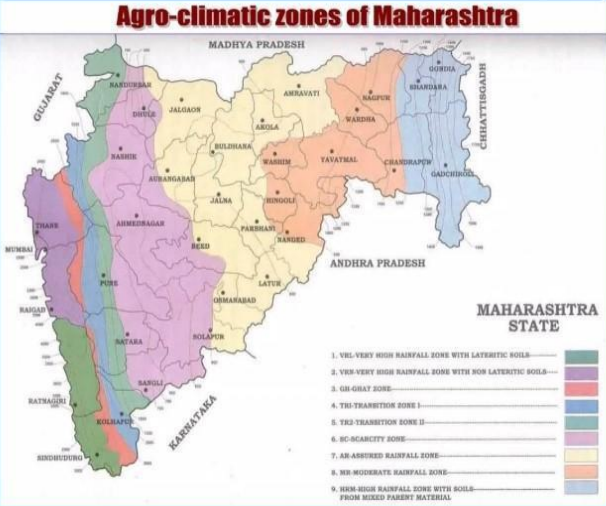 Agro-climatic zones of Maharashtra
MADHYA PRADESH
GUJARAT
CHHATTISGADH
GONDIA
BHANDARA
NANDURBAR
NAGPUR
AMRAVATI
DHULE
JALGAON
WARDHA
AKOLA
BULDHANA
NASHIK
WASHIM
YAVATMAL
CHANDRAPUR
GADCHIROLI
AURANGABAD
JALNA
HINGOLI
AHMEDNAGAR
THANE
PARBHANI
NANDED
BEED
MUMBAI
ANDHRA PRADESH
PUNE
LATUR
OSMANABAD
RAIGAD
MAHARASHTRA
STATE
SATARA
SOLAPUR
1. VRL-VERY HIGH RAINFALL ZONE WITH LATERITIC SOILS
2. VRN-VERY HIGH RAINFALL ZONE WITH NON LATERITIC SOILS
3. GH-GHAT ZONE
SANGLI
RATNAGIRI
4. TR1-TRANSITION ZONE I
KOLHAPUR
KARNATAKA
5. TR2-TRANSITION ZONE II
6. SC-SCARCITY ZONE
SINDHUDURG
7. AR-ASSURED RAINFALL ZONE
8. MR-MODERATE RAINFALL ZONE
9. HRM-HIGH RAINFALL ZONE WITH SOILS
FROM MIXED PARENT MATERIAL